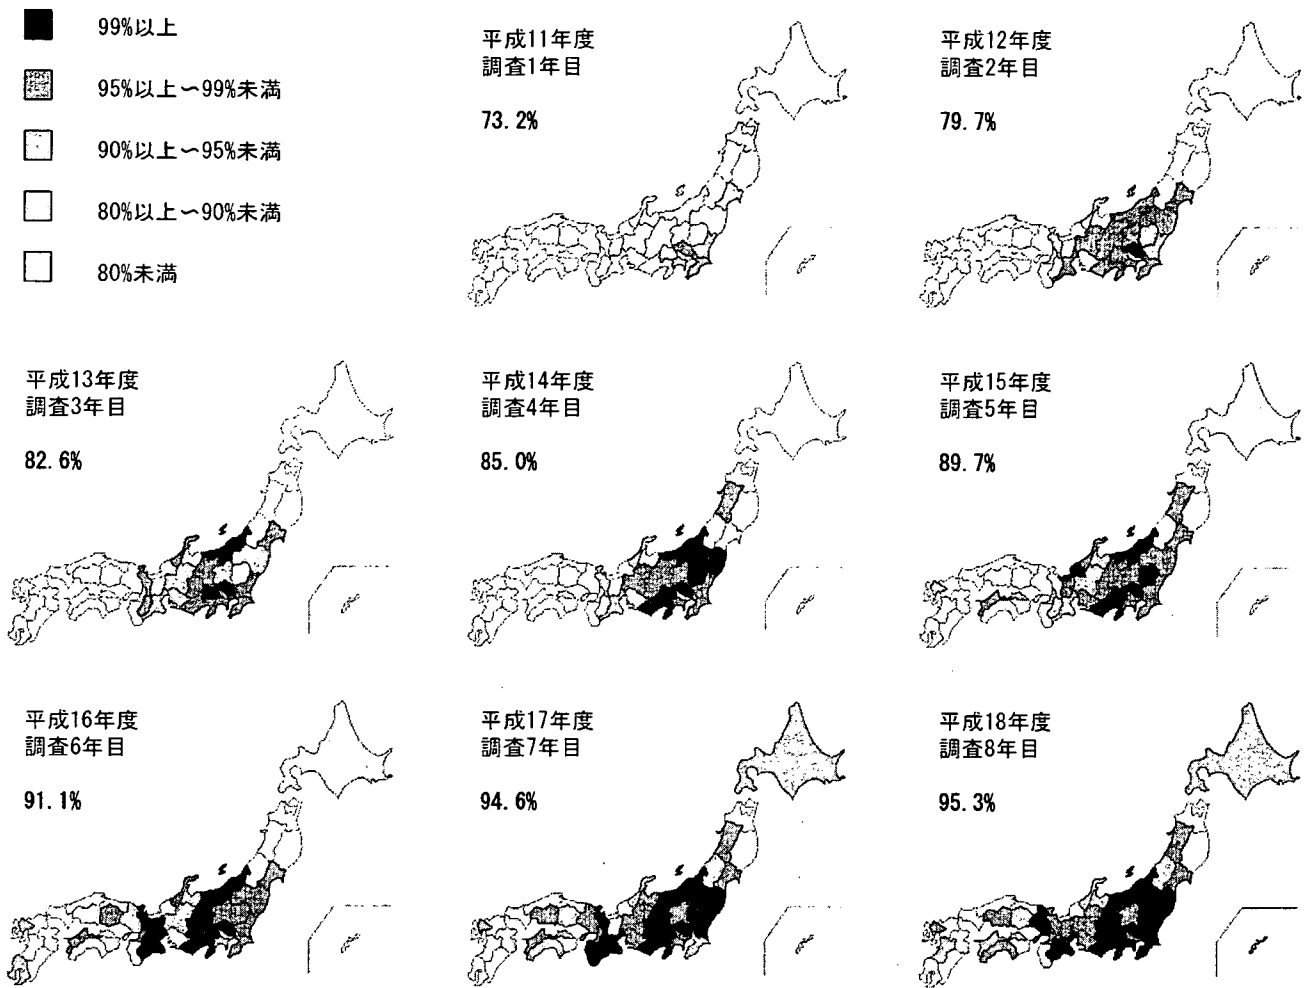 99%以上
95%以上〜99%未満
90%以上〜95%未満
80%以上〜90%未満
80%未満
平成11年度
調査1年目
73.2%
平成12年度
調査2年目
79.7%
平成13年度
調査3年目
82.6%
平成14年度
調査4年目
85.0%
平成15年度
調査5年目
89.7%
平成16年度
調査6年目
91.1%
平成17年度
調査7年目
94.6%
平成18年度
調査8年目
95.3%